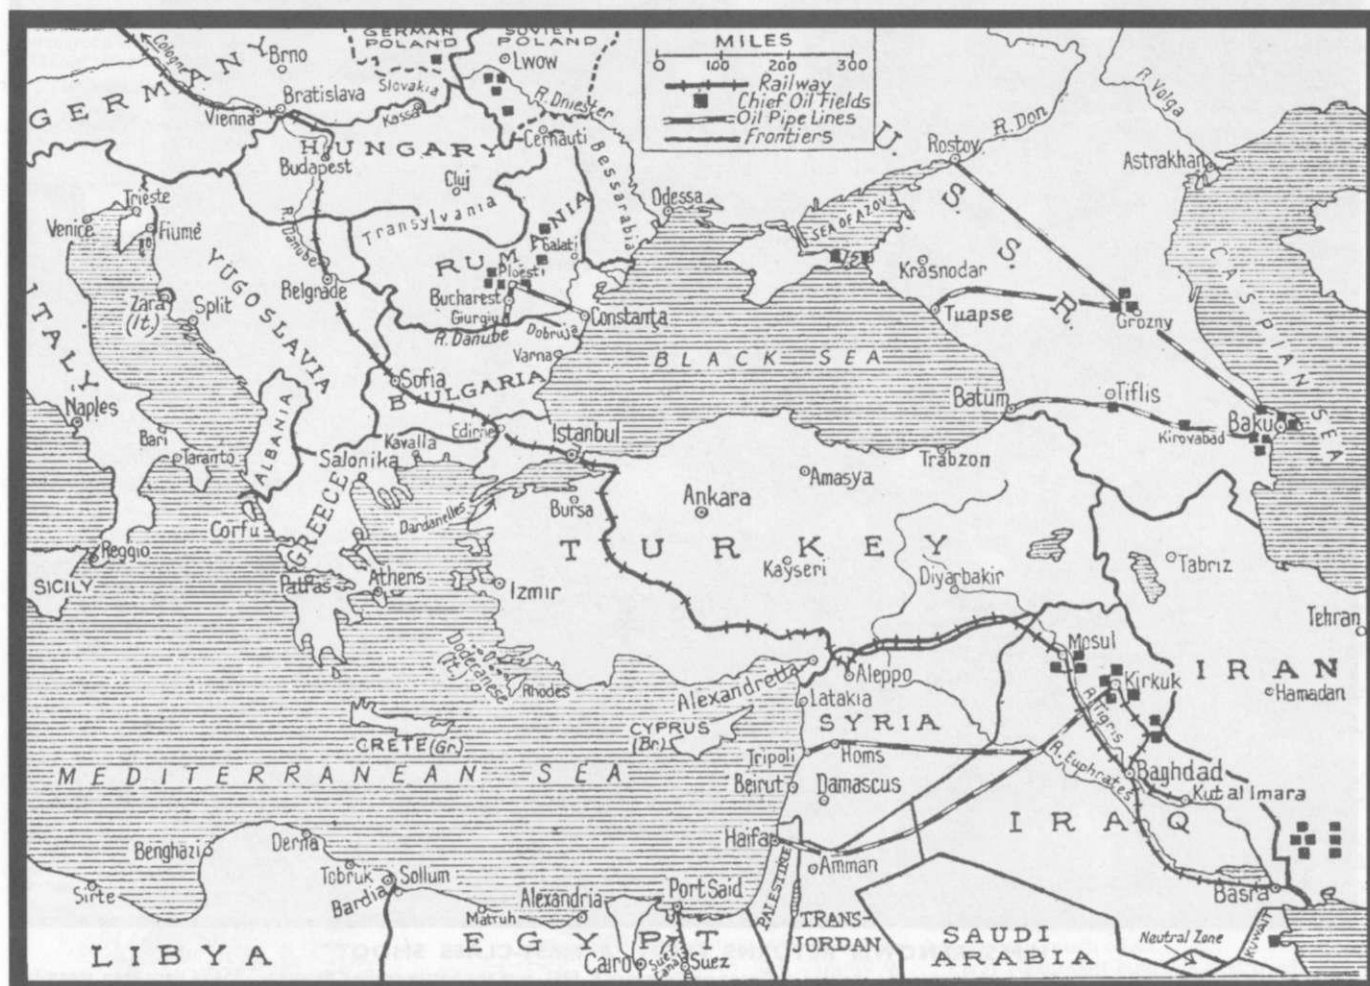 Cologne
GERMANY
Brno
GERMAN
POLAND
SOVIET
POLAND
Lwow
MILES
0 100 200 300
Railway
Chief Oil Fields
Oil Pipe Lines
Frontiers
R. Volga
R. Don
Bratislava
Vienna
Slovakia
Kassa
R. Dniester
Cernauti
HUNGARY
Budapest
Bessarabia
U.S.S.R.
Rostov
Astrakhan
Cluj
Transylvania
Odessa
SEA OF AZOV
Trieste
Venice
Fiume
R. Danube
RUMANIA
Galati
Ploesti
Krasnodar
CASPIAN SEA
ITALY
YUGOSLAVIA
Zara
(It.)
Split
Belgrade
Bucharest
Giurgiu
R. Danube
Dobruja
Constanţa
Tuapse
Grozny
Varna
BLACK SEA
Sofia
BULGARIA
Batum
Tiflis
Naples
Bari
Taranto
ALBANIA
Edirne
Kavalla
Istanbul
Kirovabad
Baku
Salonika
Trabzon
Amasya
Ankara
Bursa
Dardanelles
GREECE
Corfu
Reggio
SICILY
Patras
Athens
TURKEY
Kayseri
Tabriz
Izmir
Diyarbakir
Tehran
Dodecanese
(It.)
Rhodes
Mosul
IRAN
Alexandretta
Aleppo
Kirkuk
Hamadan
Latakia
R. Tigris
CRETE (Gr.)
CYPRUS
(Br.)
SYRIA
Tripoli
Homs
MEDITERRANEAN SEA
Beirut
Damascus
R. Euphrates
Baghdad
Kut al Imara
IRAQ
Haifa
Amman
Benghazi
Derna
Tobruk
Sollum
Bardia
Sirte
Alexandria
Port Said
PALESTINE
Basra
Matruh
LIBYA
EGYPT
Cairo
Suez
Canal
Suez
TRANS-
JORDAN
SAUDI
ARABIA
Neutral Zone
KUWAIT